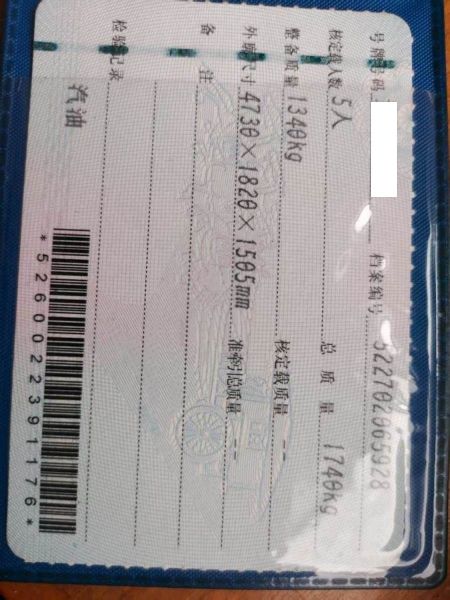 号牌号码 档案编号 522702065928
核定载人数 5人 总质量 1740kg
整备质量 1340kg 核定载质量 --
外廓尺寸 4730×1820×1505mm 准牵引总质量 --
备注
检验记录
汽油
*5260022391176*